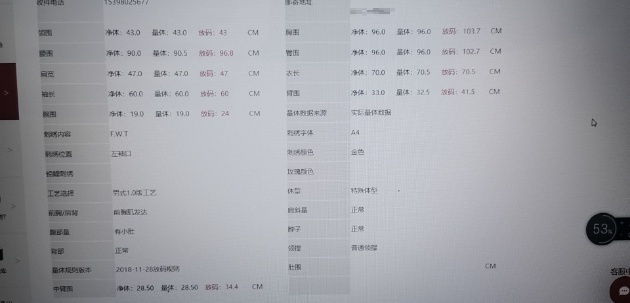 收件电话 15398025677 邮寄地址
领围 净体: 43.0 量体: 43.0 放码: 43 CM 胸围 净体: 96.0 量体: 96.0 放码: 103.7 CM
腰围 净体: 90.0 量体: 90.5 放码: 96.8 CM 臀围 净体: 96.0 量体: 96.0 放码: 102.7 CM
肩宽 净体: 47.0 量体: 47.0 放码: 47 CM 衣长 净体: 70.0 量体: 70.5 放码: 70.5 CM
袖长 净体: 60.0 量体: 60.0 放码: 60 CM 臂围 净体: 33.0 量体: 32.5 放码: 41.5 CM
腕围 净体: 19.0 量体: 19.0 放码: 24 CM 量体数据来源 实际量体数据
刺绣内容 F.W.T 刺绣字体 A4
刺绣位置 左袖口 刺绣颜色 金色
玫瑰颜色
工艺选择 男式1.0版工艺 体型 特殊体型
前胸/后背 前胸肌发达 肩斜量 正常
腹部量 有小肚 脖子 正常
背部 正常 领型 普通领型
量体规则版本 2018-11-28放码规则 肚围 CM
中臂围 净体: 28.50 量体: 28.50 放码: 34.4 CM
53%